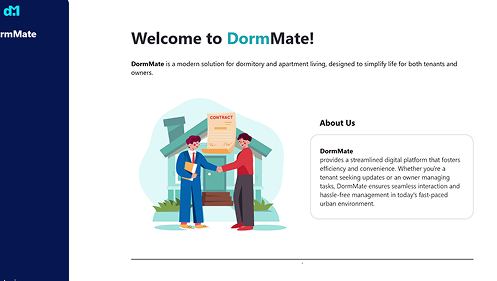 dM
rmMate
Welcome to DormMate!
DormMate is a modern solution for dormitory and apartment living, designed to simplify life for both tenants and
owners.
CONTRACT
About Us
DormMate
provides a streamlined digital platform that fosters
efficiency and convenience. Whether you're a
tenant seeking updates or an owner managing
tasks, DormMate ensures seamless interaction and
hassle-free management in today's fast-paced
urban environment.